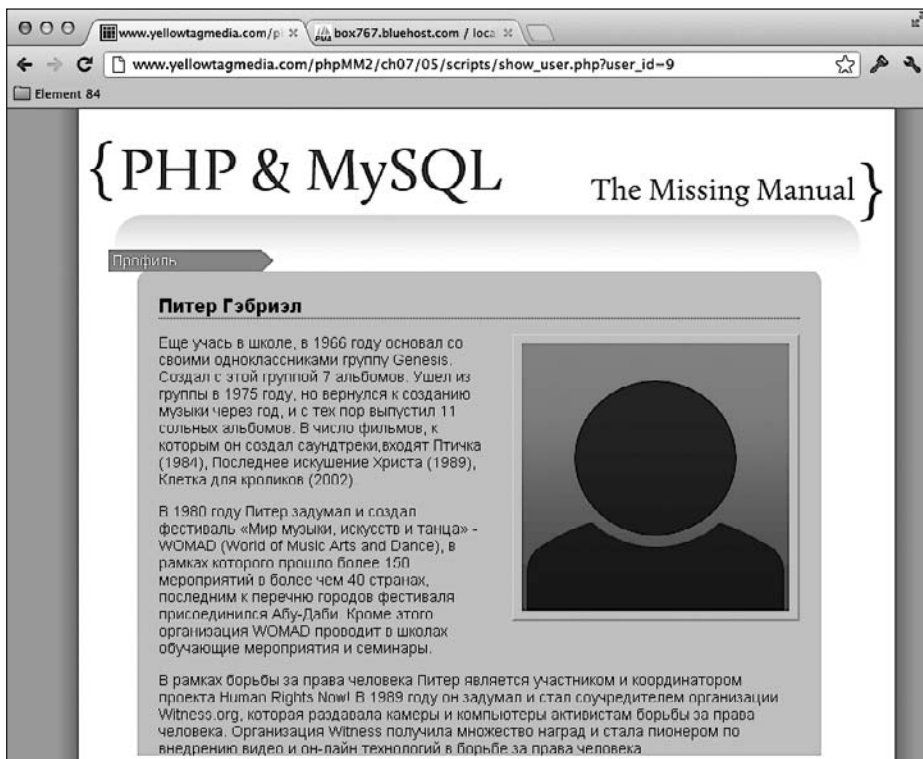 www.yellowtagmedia.com/p
box767.bluehost.com / loca
www.yellowtagmedia.com/phpMM2/ch07/05/scripts/show_user.php?user_id=9
Element 84
{PHP & MySQL
The Missing Manual}
Профиль
Питер Гэбриэл
Еще учась в школе, в 1966 году основал со
своими одноклассниками группу Genesis.
Создал с этой группой 7 альбомов. Ушел из
группы в 1975 году, но вернулся к созданию
музыки через год, и с тех пор выпустил 11
сольных альбомов. В число фильмов, к
которым он создал саундтреки,входят Птичка
(1984), Последнее искушение Христа (1989),
Клетка для кроликов (2002)
В 1980 году Питер задумал и создал
фестиваль «Мир музыки, искусств и танца» -
WOMAD (World of Music Arts and Dance), в
рамках которого прошло более 150
мероприятий в более чем 40 странах,
последним к перечню городов фестиваля
присоединился Абу-Даби. Кроме этого
организация WOMAD проводит в школах
обучающие мероприятия и семинары.
В рамках борьбы за права человека Питер является участником и координатором
проекта Human Rights Now! В 1989 году он задумал и стал соучредителем организации
Witness.org, которая раздавала камеры и компьютеры активистам борьбы за права
человека. Организация Witness получила множество наград и стала пионером по
внедрению видео и он-лайн технологий в борьбе за права человека